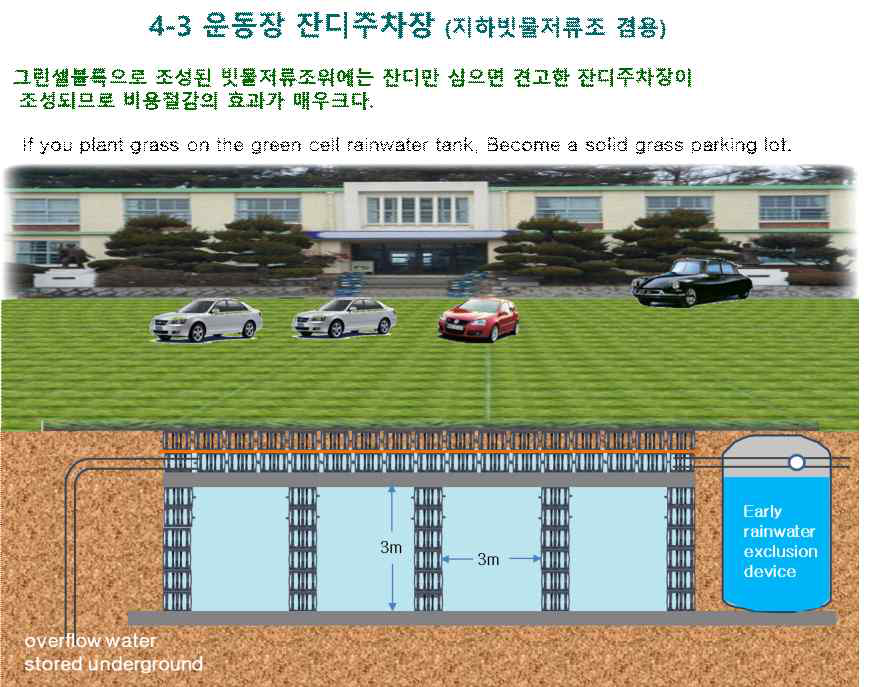 4-3 운동장 잔디주차장 (지하빗물저류조 겸용)
그린셀블록으로 조성된 빗물저류조위에는 잔디만 심으면 견고한 잔디주차장이
조성되므로 비용절감의 효과가 매우크다.
If you plant grass on the green cell rainwater tank, Become a solid grass parking lot.
Early
rainwater
exclusion
device
3m
3m
overflow water
stored underground